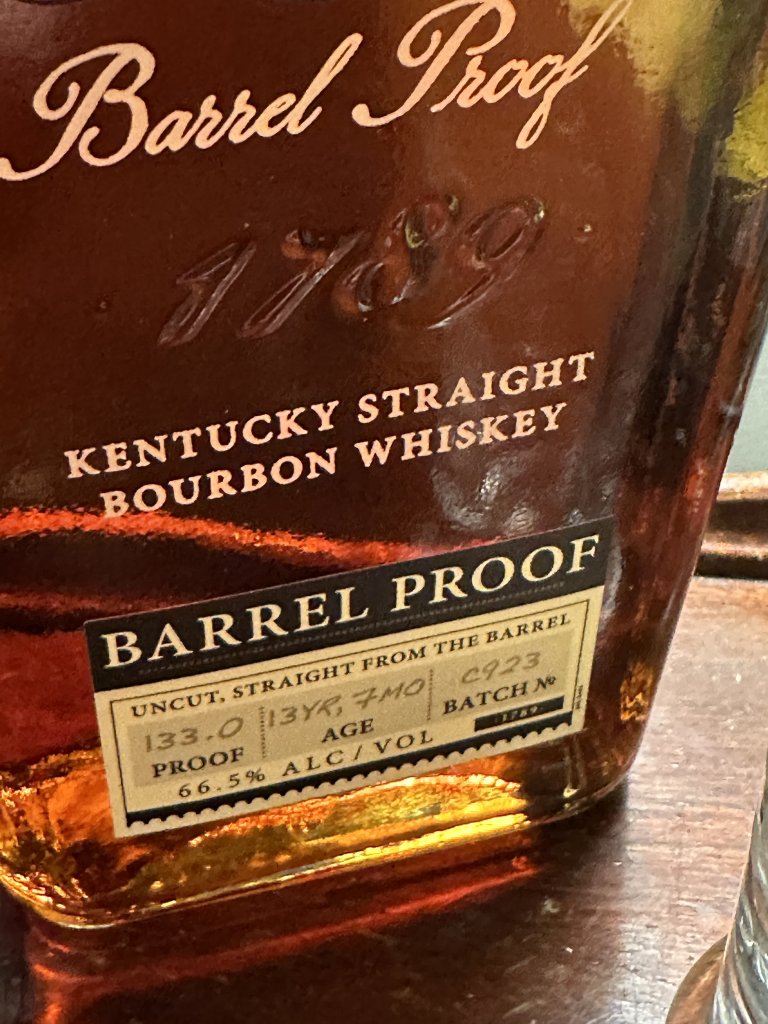 Barrel Proof
1789
KENTUCKY STRAIGHT
BOURBON WHISKEY
BARREL PROOF
UNCUT, STRAIGHT FROM THE BARREL
133.0 13YR, 7MO C923
PROOF AGE BATCH №
66.5% ALC/VOL 1789